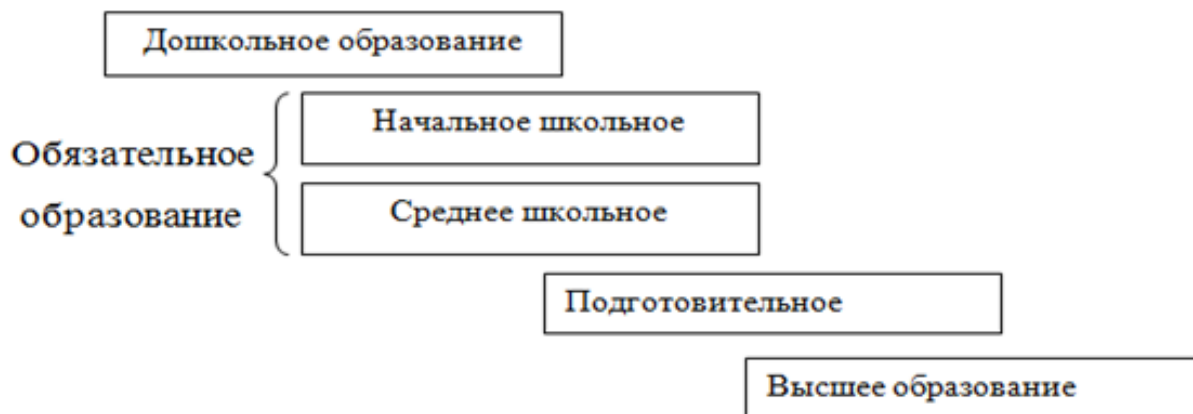 Дошкольное образование
Начальное школьное
Обязательное
образование
Среднее школьное
Подготовительное
Высшее образование